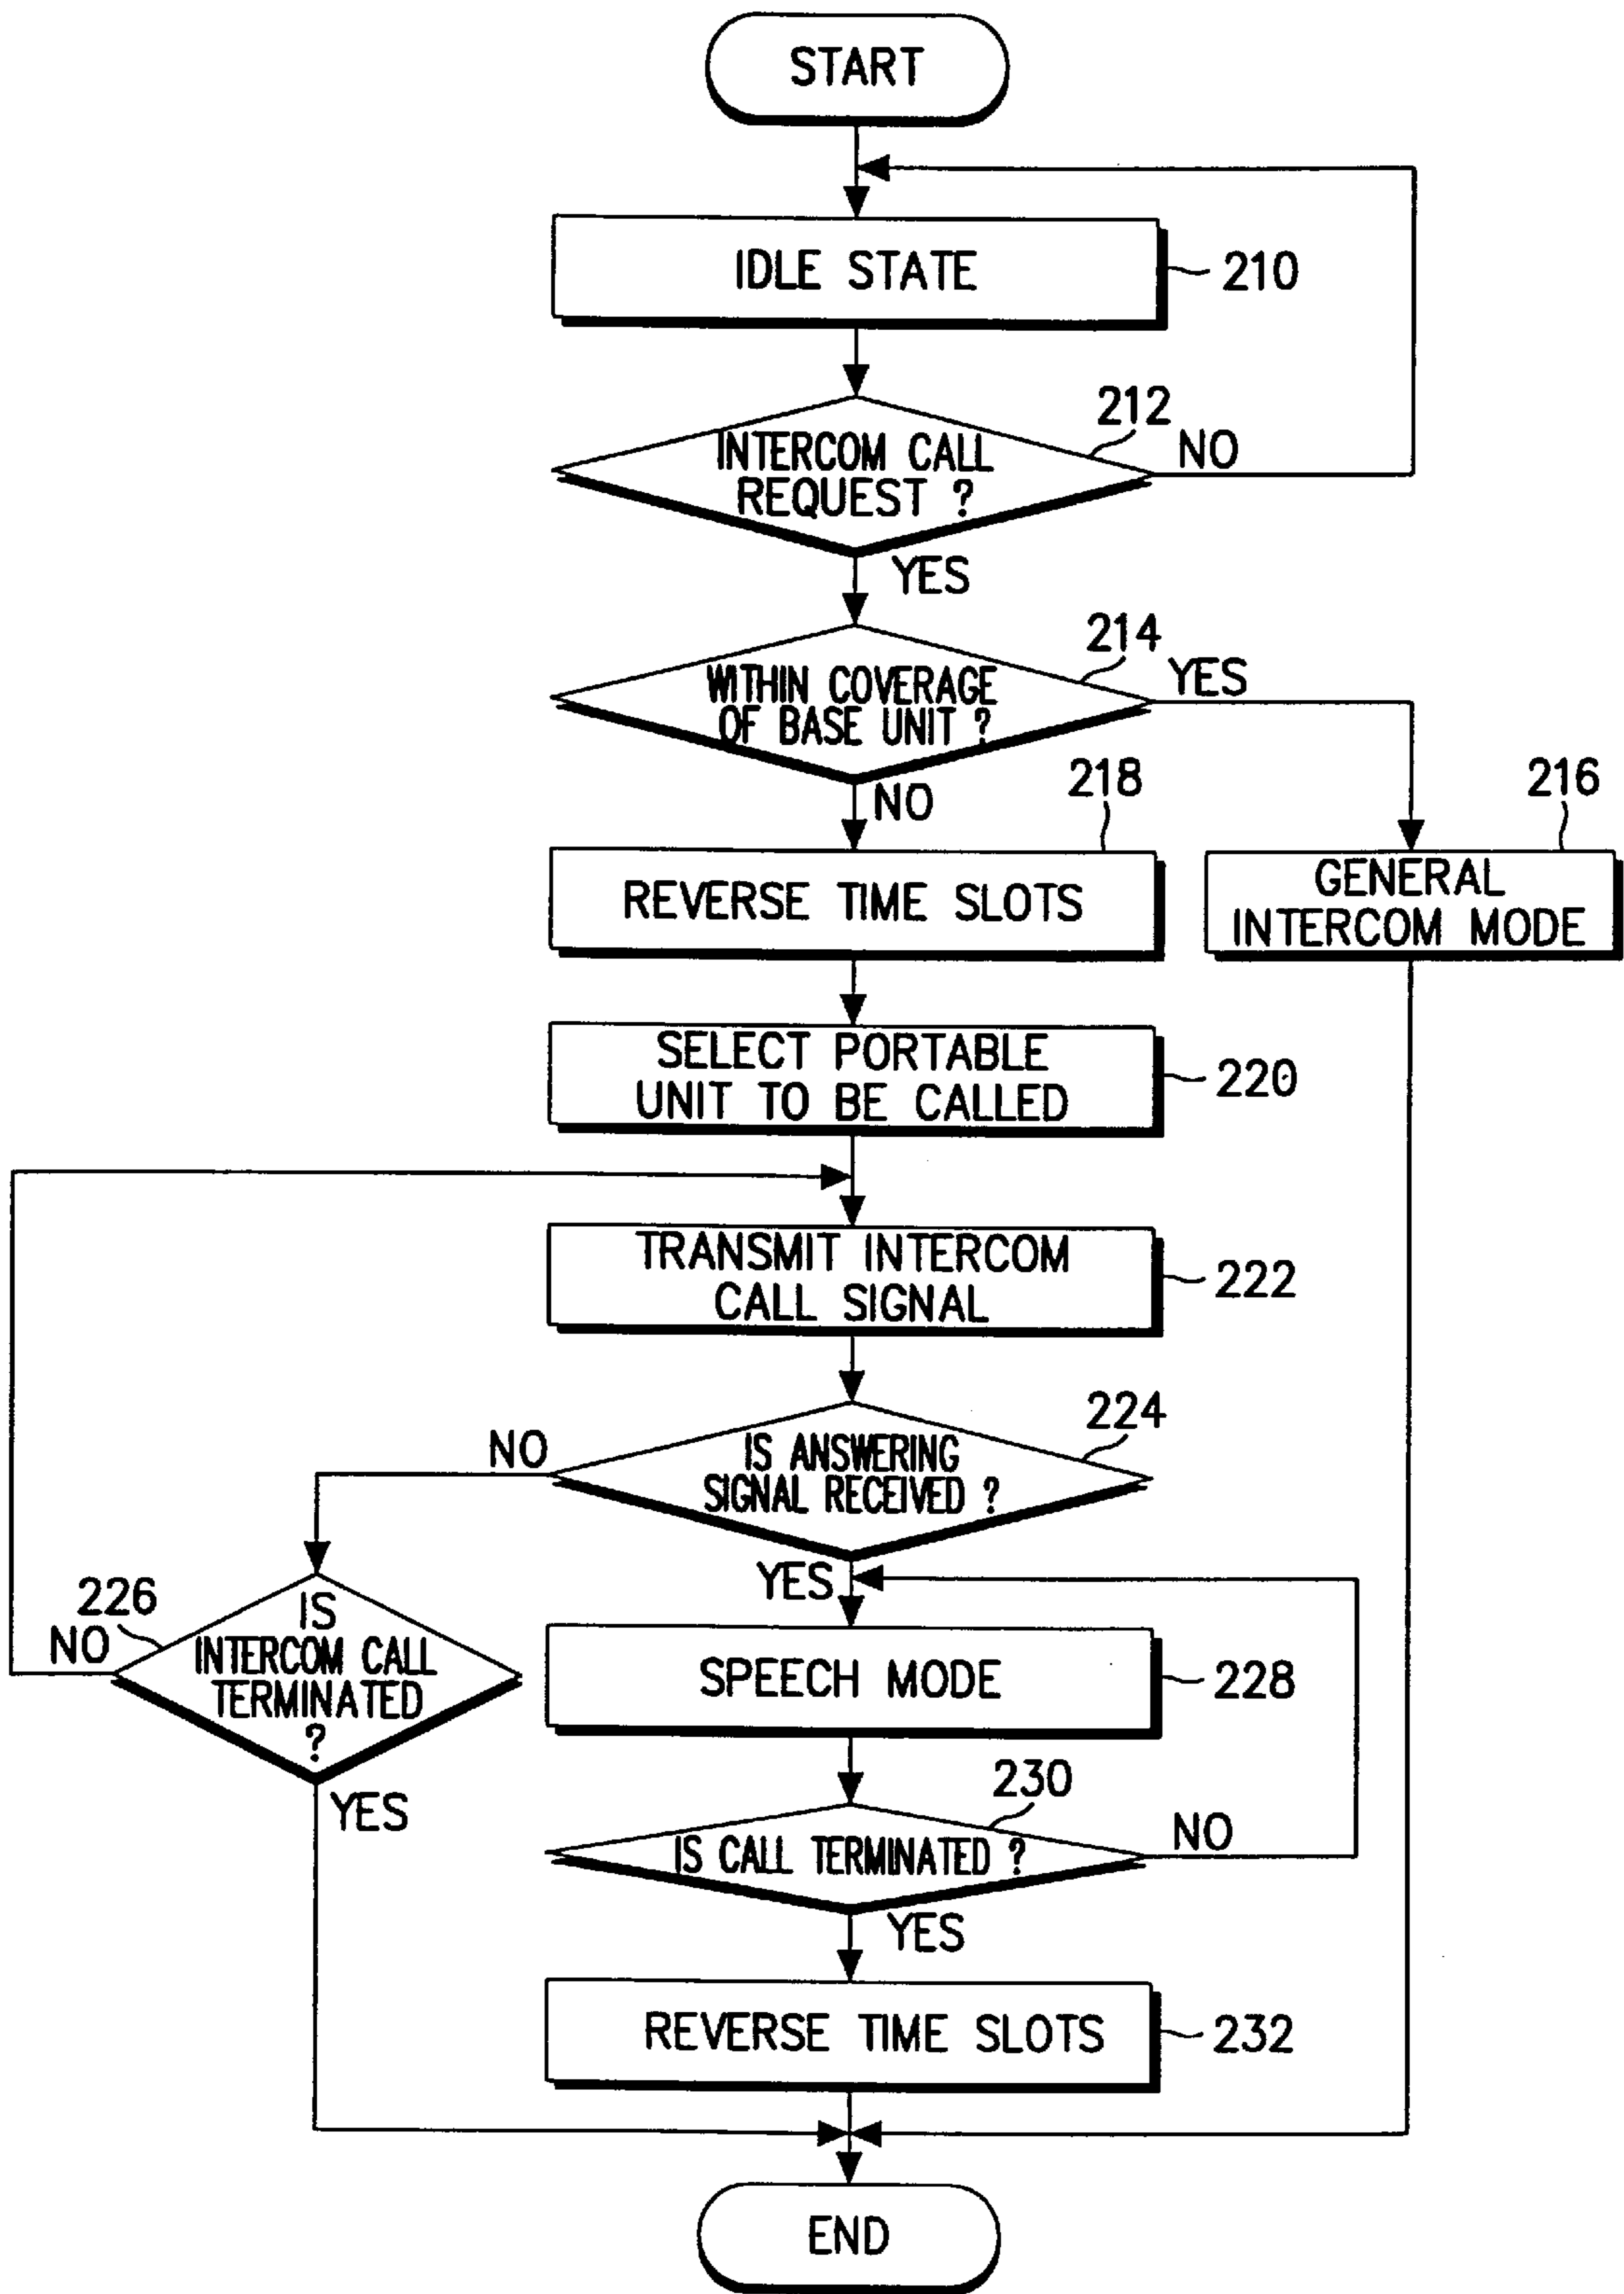 START
IDLE STATE
210
212
INTERCOM CALL
REQUEST ?
NO
YES
214
WITHIN COVERAGE
OF BASE UNIT ?
YES
NO
218
216
REVERSE TIME SLOTS
GENERAL
INTERCOM MODE
SELECT PORTABLE
UNIT TO BE CALLED
220
TRANSMIT INTERCOM
CALL SIGNAL
222
224
NO
IS ANSWERING
SIGNAL RECEIVED ?
YES
226
NO
IS
INTERCOM CALL
TERMINATED
?
YES
SPEECH MODE
228
230
IS CALL TERMINATED ?
NO
YES
REVERSE TIME SLOTS
232
END